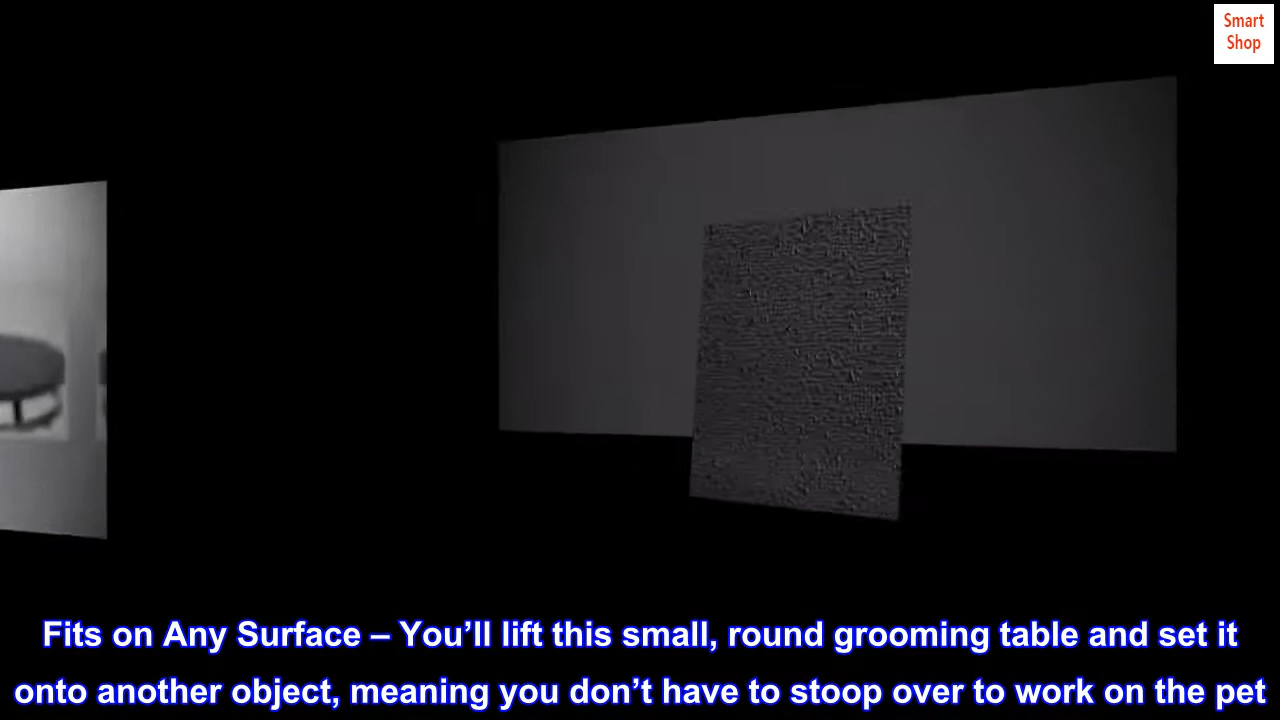 Smart
Shop
Fits on Any Surface – You’ll lift this small, round grooming table and set it
onto another object, meaning you don’t have to stoop over to work on the pet